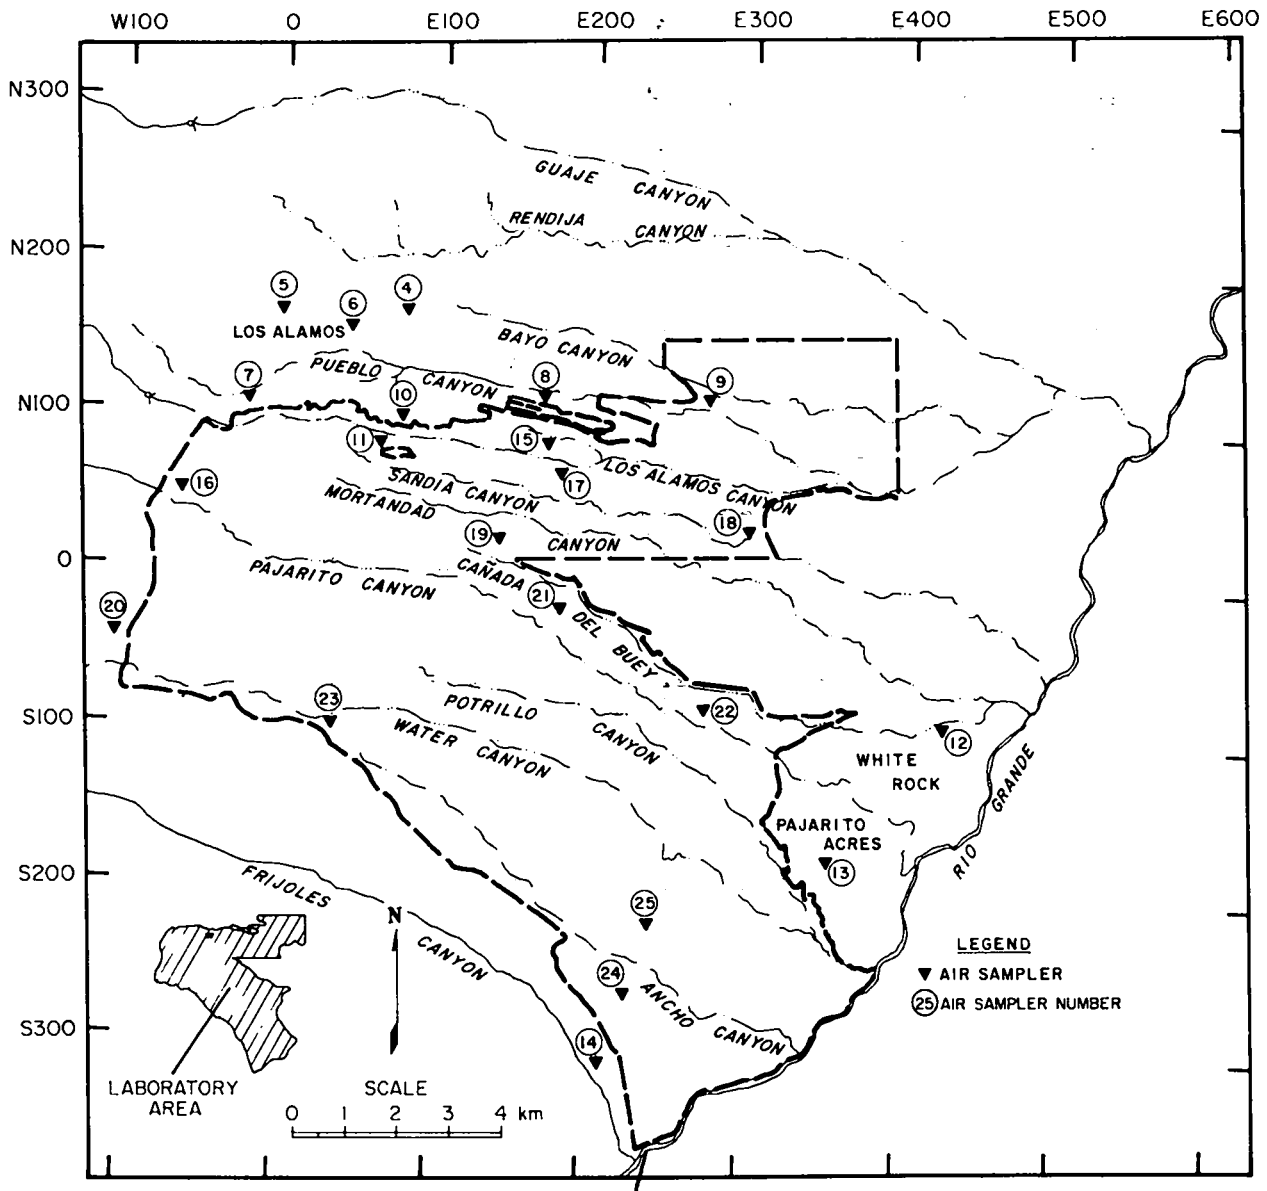 W100 0 E100 E200 E300 E400 E500 E600
N300
GUAJE CANYON
RENDIJA CANYON
N200
5
4
6
LOS ALAMOS
BAYO CANYON
PUEBLO CANYON
7
8
9
N100
10
11
15
LOS ALAMOS CANYON
16
SANDIA CANYON
17
MORTANDAD CANYON
18
19
0
PAJARITO CANYON
CAÑADA DEL BUEY
21
20
23
POTRILLO CANYON
22
S100
WATER CANYON
12
WHITE
ROCK
RIO GRANDE
PAJARITO
ACRES
13
S200
FRIJOLES CANYON
25
N
LEGEND
AIR SAMPLER
24
25 AIR SAMPLER NUMBER
ANCHO CANYON
S300
14
LABORATORY
AREA
SCALE
0 1 2 3 4 km